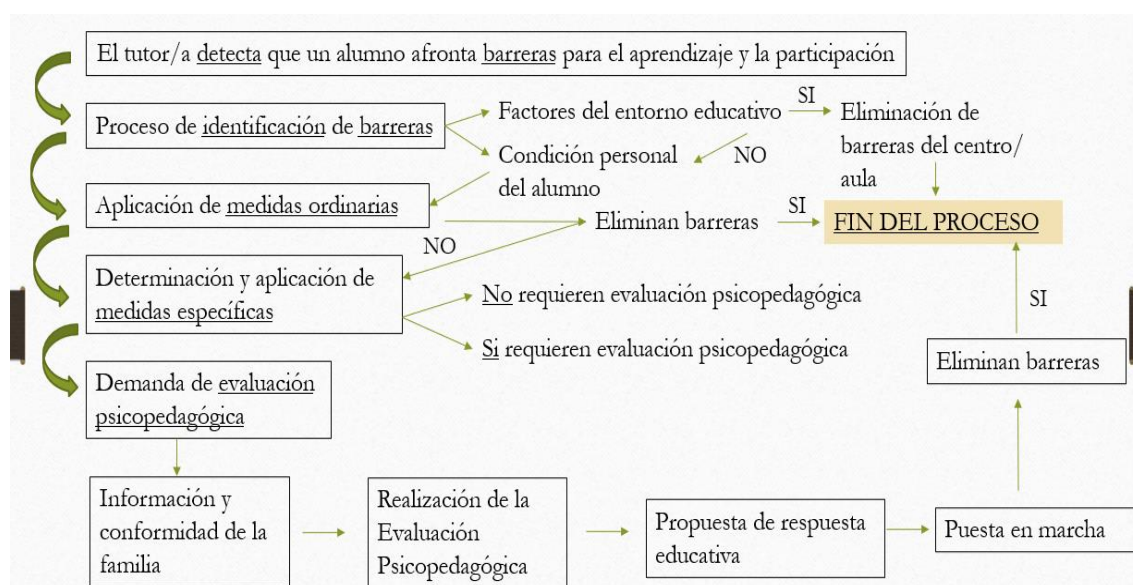 El tutor/a detecta que un alumno afronta barreras para el aprendizaje y la participación
Proceso de identificación de barreras
Factores del entorno educativo
SI
Eliminación de
barreras del centro/
aula
NO
Condición personal
del alumno
Aplicación de medidas ordinarias
Eliminan barreras
SI
FIN DEL PROCESO
NO
Determinación y aplicación de
medidas específicas
No requieren evaluación psicopedagógica
Si requieren evaluación psicopedagógica
SI
Eliminan barreras
Demanda de evaluación
psicopedagógica
Información y
conformidad de la
familia
Realización de la
Evaluación
Psicopedagógica
Propuesta de respuesta
educativa
Puesta en marcha